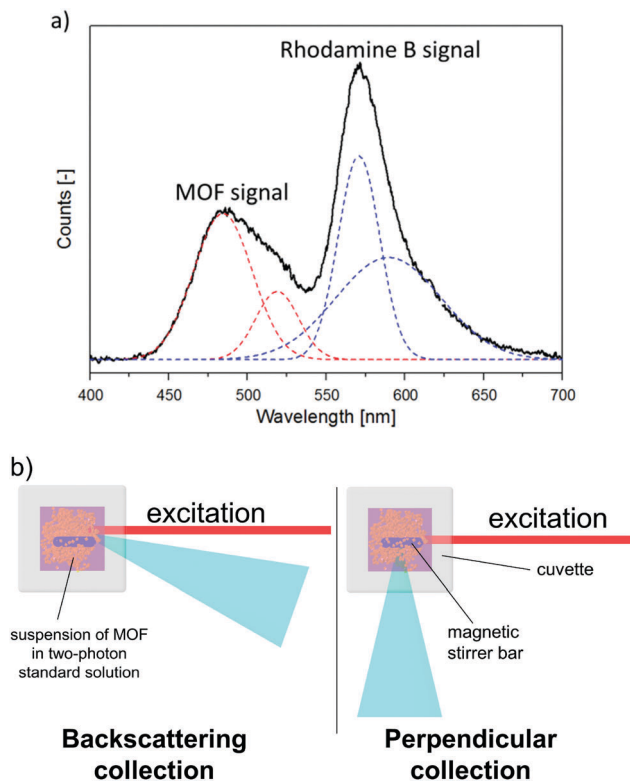 a)
Rhodamine B signal
MOF signal
Counts [-]
400 450 500 550 600 650 700
Wavelength [nm]
b)
excitation
suspension of MOF
in two-photon
standard solution
Backscattering
collection
excitation
cuvette
magnetic
stirrer bar
Perpendicular
collection